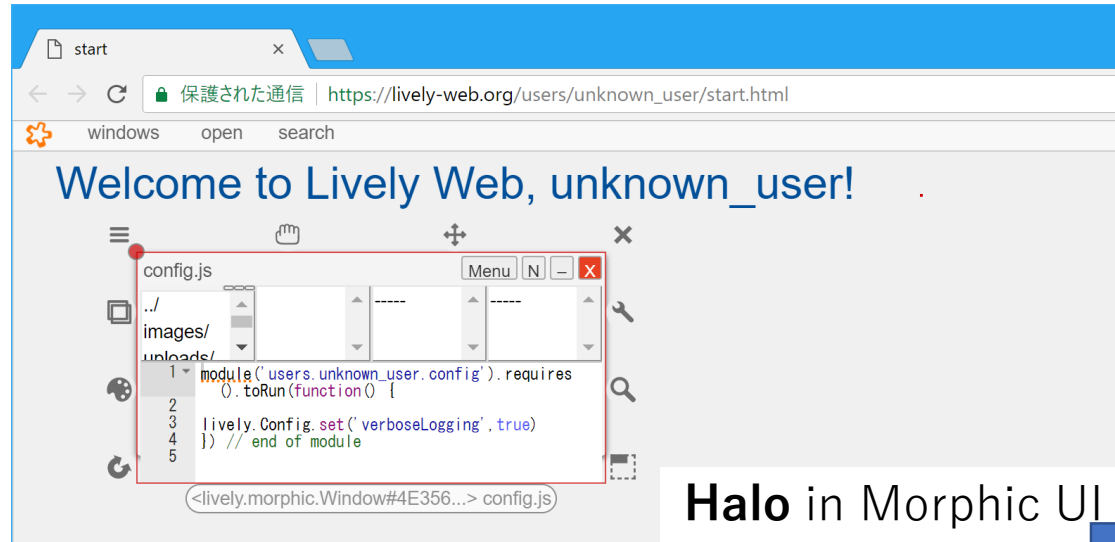 start
保護された通信 https://lively-web.org/users/unknown_user/start.html
windows open search
Welcome to Lively Web, unknown_user!
config.js Menu N – X
../ ----- -----
images/
uploads/
1 module('users.unknown_user.config').requires
().toRun(function() {
2
3 lively.Config.set('verboseLogging',true)
4 }) // end of module
5
<lively.morphic.Window#4E356...> config.js)
Halo in Morphic UI